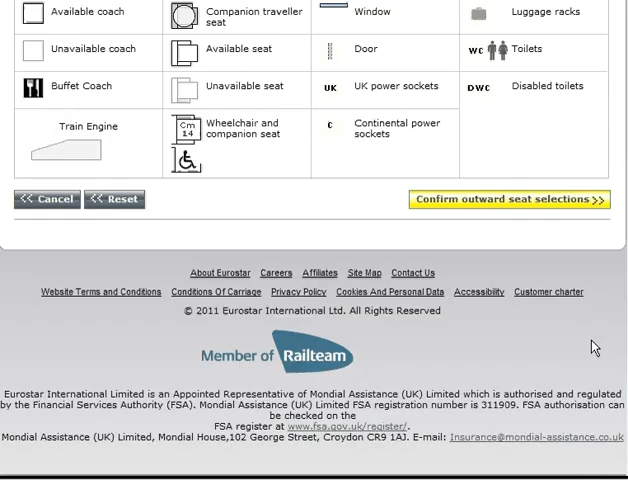 Available coach
Companion traveller
seat
Window
Luggage racks
Unavailable coach
Available seat
Door
WC
Toilets
Buffet Coach
Unavailable seat
UK
UK power sockets
DWC
Disabled toilets
Train Engine
Cm
14
Wheelchair and
companion seat
C
Continental power
sockets
<< Cancel
<< Reset
Confirm outward seat selections >>
About Eurostar Careers Affiliates Site Map Contact Us
Website Terms and Conditions Conditions Of Carriage Privacy Policy Cookies And Personal Data Accessibility Customer charter
© 2011 Eurostar International Ltd. All Rights Reserved
Member of Railteam
Eurostar International Limited is an Appointed Representative of Mondial Assistance (UK) Limited which is authorised and regulated
by the Financial Services Authority (FSA). Mondial Assistance (UK) Limited FSA registration number is 311909. FSA authorisation can
be checked on the
FSA register at www.fsa.gov.uk/register/.
Mondial Assistance (UK) Limited, Mondial House,102 George Street, Croydon CR9 1AJ. E-mail: Insurance@mondial-assistance.co.uk